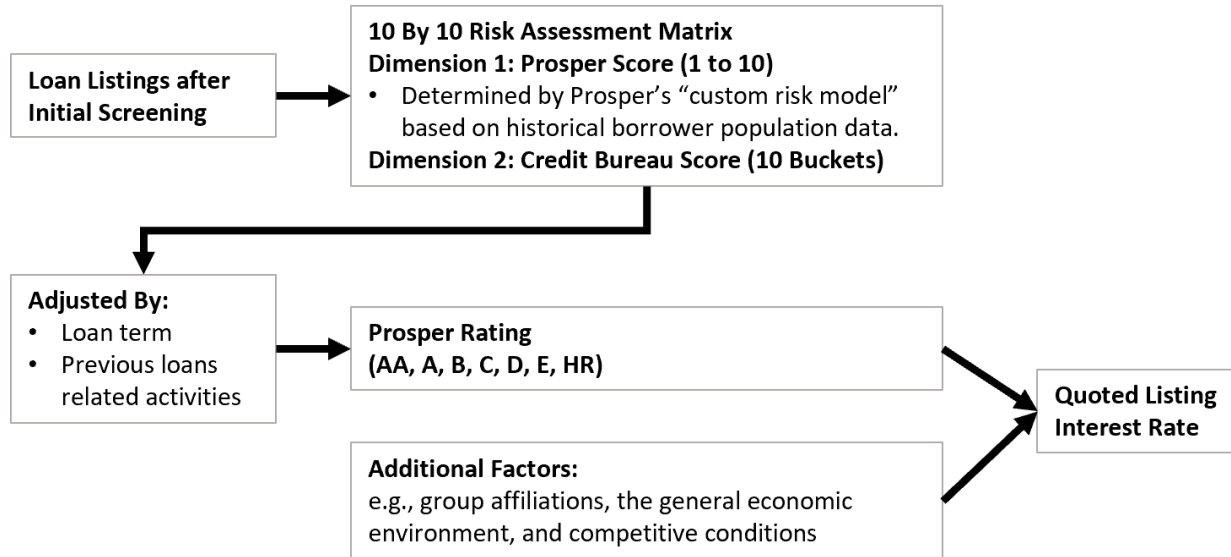 Loan Listings after
Initial Screening
10 By 10 Risk Assessment Matrix
Dimension 1: Prosper Score (1 to 10)
• Determined by Prosper’s “custom risk model”
based on historical borrower population data.
Dimension 2: Credit Bureau Score (10 Buckets)
Adjusted By:
• Loan term
• Previous loans
related activities
Prosper Rating
(AA, A, B, C, D, E, HR)
Additional Factors:
e.g., group affiliations, the general economic
environment, and competitive conditions
Quoted Listing
Interest Rate